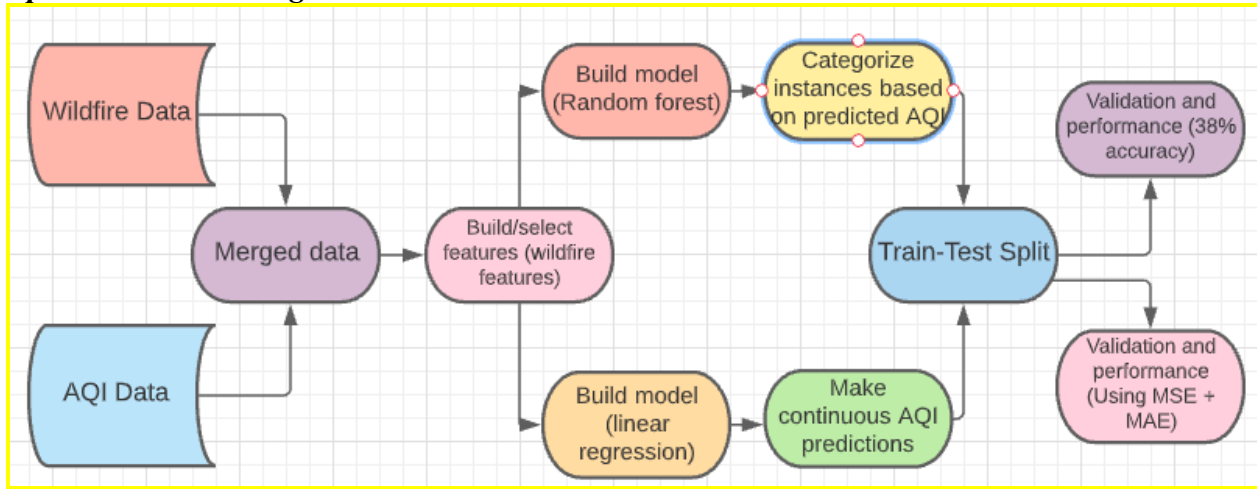 Wildfire Data
AQI Data
Merged data
Build/select
features (wildfire
features)
Build model
(Random forest)
Categorize
instances based
on predicted AQI
Build model
(linear
regression)
Make
continuous AQI
predictions
Train-Test Split
Validation and
performance (38%
accuracy)
Validation and
performance
(Using MSE +
MAE)